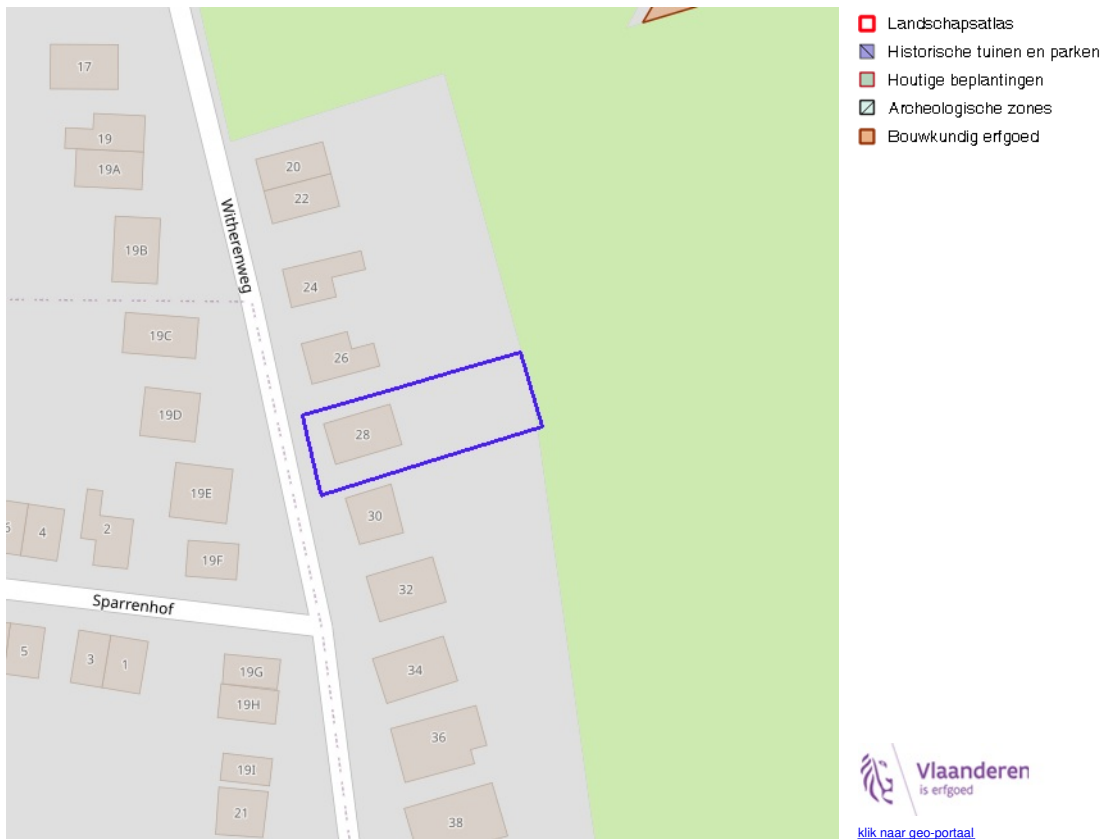 17
19
19A
19B
19C
19D
19E
19F
4
2
20
22
24
26
28
30
32
34
36
38
Witherenweg
Sparrenhof
5
3
1
19G
19H
19I
21
Landschapsatlas
Historische tuinen en parken
Houtige beplantingen
Archeologische zones
Bouwkundig erfgoed
Vlaanderen
is erfgoed
klik naar geo-portaal